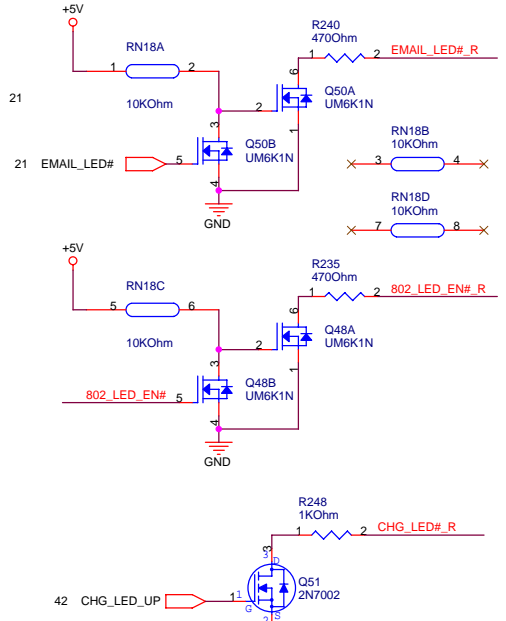 +5V
R240
470Ohm
RN18A
1 2 EMAIL_LED#_R
1 2
6
21
10KOhm
2
Q50A
UM6K1N
3
1
Q50B
UM6K1N
RN18B
10KOhm
21 EMAIL_LED# 5
3 4
4
GND
RN18D
10KOhm
7 8
+5V
R235
470Ohm
RN18C
1 2 802_LED_EN#_R
5 6
6
10KOhm
2
Q48A
UM6K1N
3
1
Q48B
UM6K1N
802_LED_EN# 5
4
GND
R248
1KOhm
1 2 CHG_LED#_R
3
3
D
Q51
2N7002
42 CHG_LED_UP 1
1
G
S
2